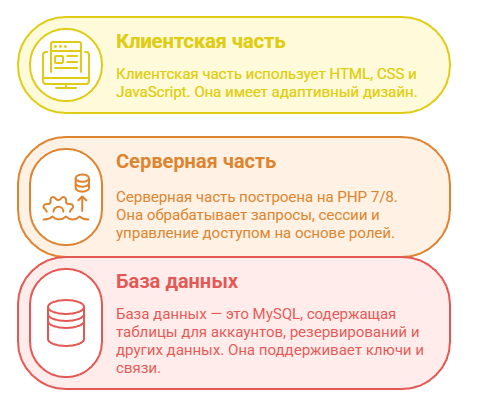 Клиентская часть
Клиентская часть использует HTML, CSS и
JavaScript. Она имеет адаптивный дизайн.
Серверная часть
Серверная часть построена на PHP 7/8.
Она обрабатывает запросы, сессии и
управление доступом на основе ролей.
База данных
База данных — это MySQL, содержащая
таблицы для аккаунтов, резервирований и
других данных. Она поддерживает ключи и
связи.